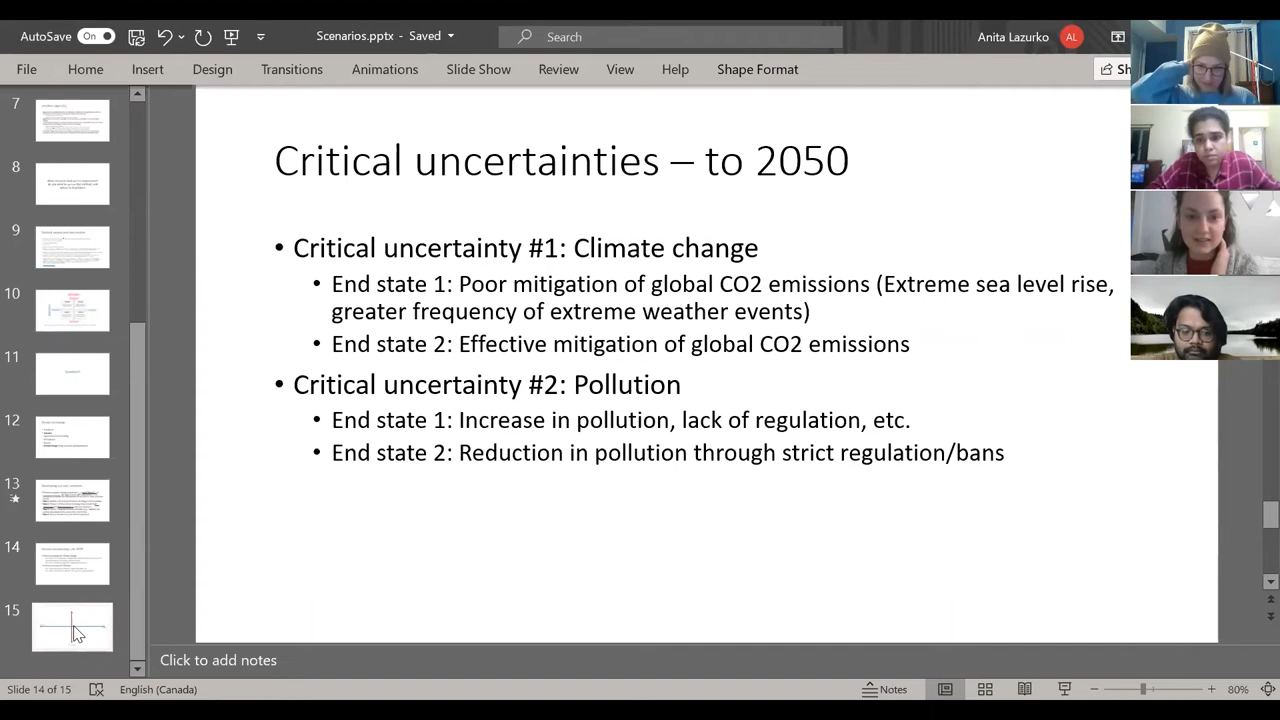 AutoSave On Scenarios.pptx - Saved Search Anita Lazurko AL
File Home Insert Design Transitions Animations Slide Show Review View Help Shape Format Sh
7
8
9
10
11
12
13
14
15
Critical uncertainties – to 2050
• Critical uncertainty #1: Climate change
• End state 1: Poor mitigation of global CO2 emissions (Extreme sea level rise,
greater frequency of extreme weather events)
• End state 2: Effective mitigation of global CO2 emissions
• Critical uncertainty #2: Pollution
• End state 1: Increase in pollution, lack of regulation, etc.
• End state 2: Reduction in pollution through strict regulation/bans
Click to add notes
Slide 14 of 15 English (Canada) Notes 80%